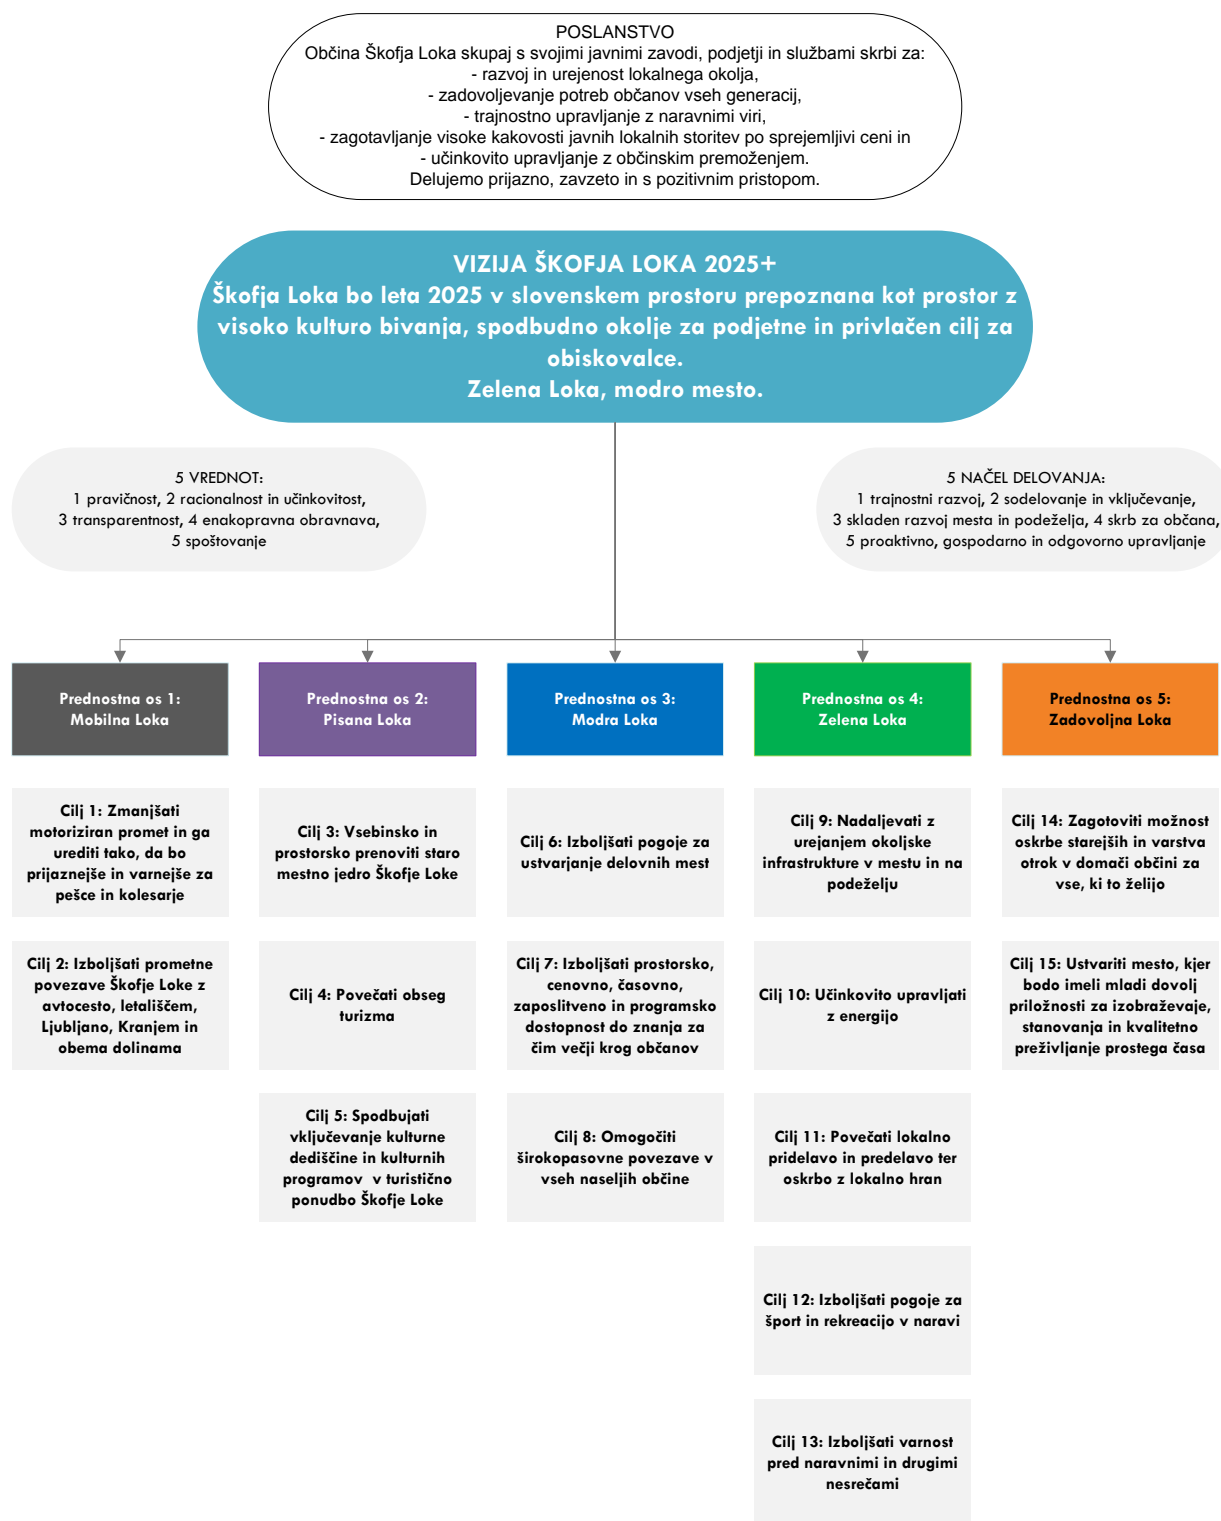 POSLANSTVO
Občina Škofja Loka skupaj s svojimi javnimi zavodi, podjetji in službami skrbi za:
- razvoj in urejenost lokalnega okolja,
- zadovoljevanje potreb občanov vseh generacij,
- trajnostno upravljanje z naravnimi viri,
- zagotavljanje visoke kakovosti javnih lokalnih storitev po sprejemljivi ceni in
- učinkovito upravljanje z občinskim premoženjem.
Delujemo prijazno, zavzeto in s pozitivnim pristopom.
VIZIJA ŠKOFJA LOKA 2025+
Škofja Loka bo leta 2025 v slovenskem prostoru prepoznana kot prostor z
visoko kulturo bivanja, spodbudno okolje za podjetne in privlačen cilj za
obiskovalce.
Zelena Loka, modro mesto.
5 VREDNOT:
1 pravičnost, 2 racionalnost in učinkovitost,
3 transparentnost, 4 enakopravna obravnava,
5 spoštovanje
5 NAČEL DELOVANJA:
1 trajnostni razvoj, 2 sodelovanje in vključevanje,
3 skladen razvoj mesta in podeželja, 4 skrb za občana,
5 proaktivno, gospodarno in odgovorno upravljanje
Prednostna os 1:
Mobilna Loka
Cilj 1: Zmanjšati
motoriziran promet in ga
urediti tako, da bo
prijaznejše in varnejše za
pešce in kolesarje
Cilj 2: Izboljšati prometne
povezave Škofje Loke z
avtocesto, letališčem,
Ljubljano, Kranjem in
obema dolinama
Prednostna os 2:
Pisana Loka
Cilj 3: Vsebinsko in
prostorsko prenoviti staro
mestno jedro Škofje Loke
Cilj 4: Povečati obseg
turizma
Cilj 5: Spodbujati
vključevanje kulturne
dediščine in kulturnih
programov v turistično
ponudbo Škofje Loke
Prednostna os 3:
Modra Loka
Cilj 6: Izboljšati pogoje za
ustvarjanje delovnih mest
Cilj 7: Izboljšati prostorsko,
cenovno, časovno,
zaposlitveno in programsko
dostopnost do znanja za
čim večji krog občanov
Cilj 8: Omogočiti
širokopasovne povezave v
vseh naseljih občine
Prednostna os 4:
Zelena Loka
Cilj 9: Nadaljevati z
urejanjem okoljske
infrastrukture v mestu in na
podeželju
Cilj 10: Učinkovito upravljati
z energijo
Cilj 11: Povečati lokalno
pridelavo in predelavo ter
oskrbo z lokalno hran
Cilj 12: Izboljšati pogoje za
šport in rekreacijo v naravi
Cilj 13: Izboljšati varnost
pred naravnimi in drugimi
nesrečami
Prednostna os 5:
Zadovoljna Loka
Cilj 14: Zagotoviti možnost
oskrbe starejših in varstva
otrok v domači občini za
vse, ki to želijo
Cilj 15: Ustvariti mesto, kjer
bodo imeli mladi dovolj
priložnosti za izobraževaje,
stanovanja in kvalitetno
preživljanje prostega časa